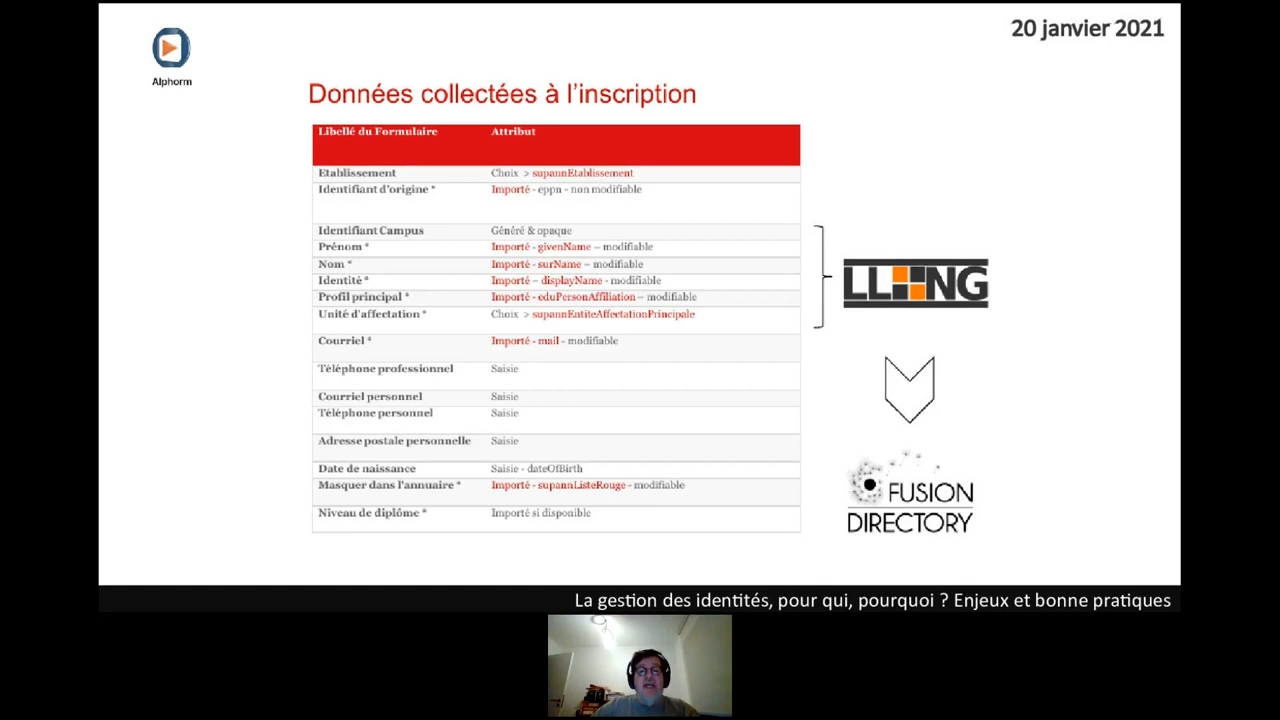 20 janvier 2021
Alphorm
Données collectées à l'inscription
Libellé du Formulaire Attribut
Etablissement Choix > supannEtablissement
Identifiant d'origine * Importé - eppn - non modifiable
Identifiant Campus Généré & opaque
Prénom * Importé - givenName – modifiable
Nom * Importé - surName – modifiable
Identité * Importé – displayName - modifiable
Profil principal * Importé - eduPersonAffiliation – modifiable
Unité d'affectation * Choix > supannEntiteAffectationPrincipale
Courriel * Importé - mail - modifiable
Téléphone professionnel Saisie
Courriel personnel Saisie
Téléphone personnel Saisie
Adresse postale personnelle Saisie
Date de naissance Saisie - dateOfBirth
Masquer dans l'annuaire * Importé - supannListeRouge - modifiable
Niveau de diplôme * Importé si disponible
LL::NG
FUSION
DIRECTORY
La gestion des identités, pour qui, pourquoi ? Enjeux et bonne pratiques